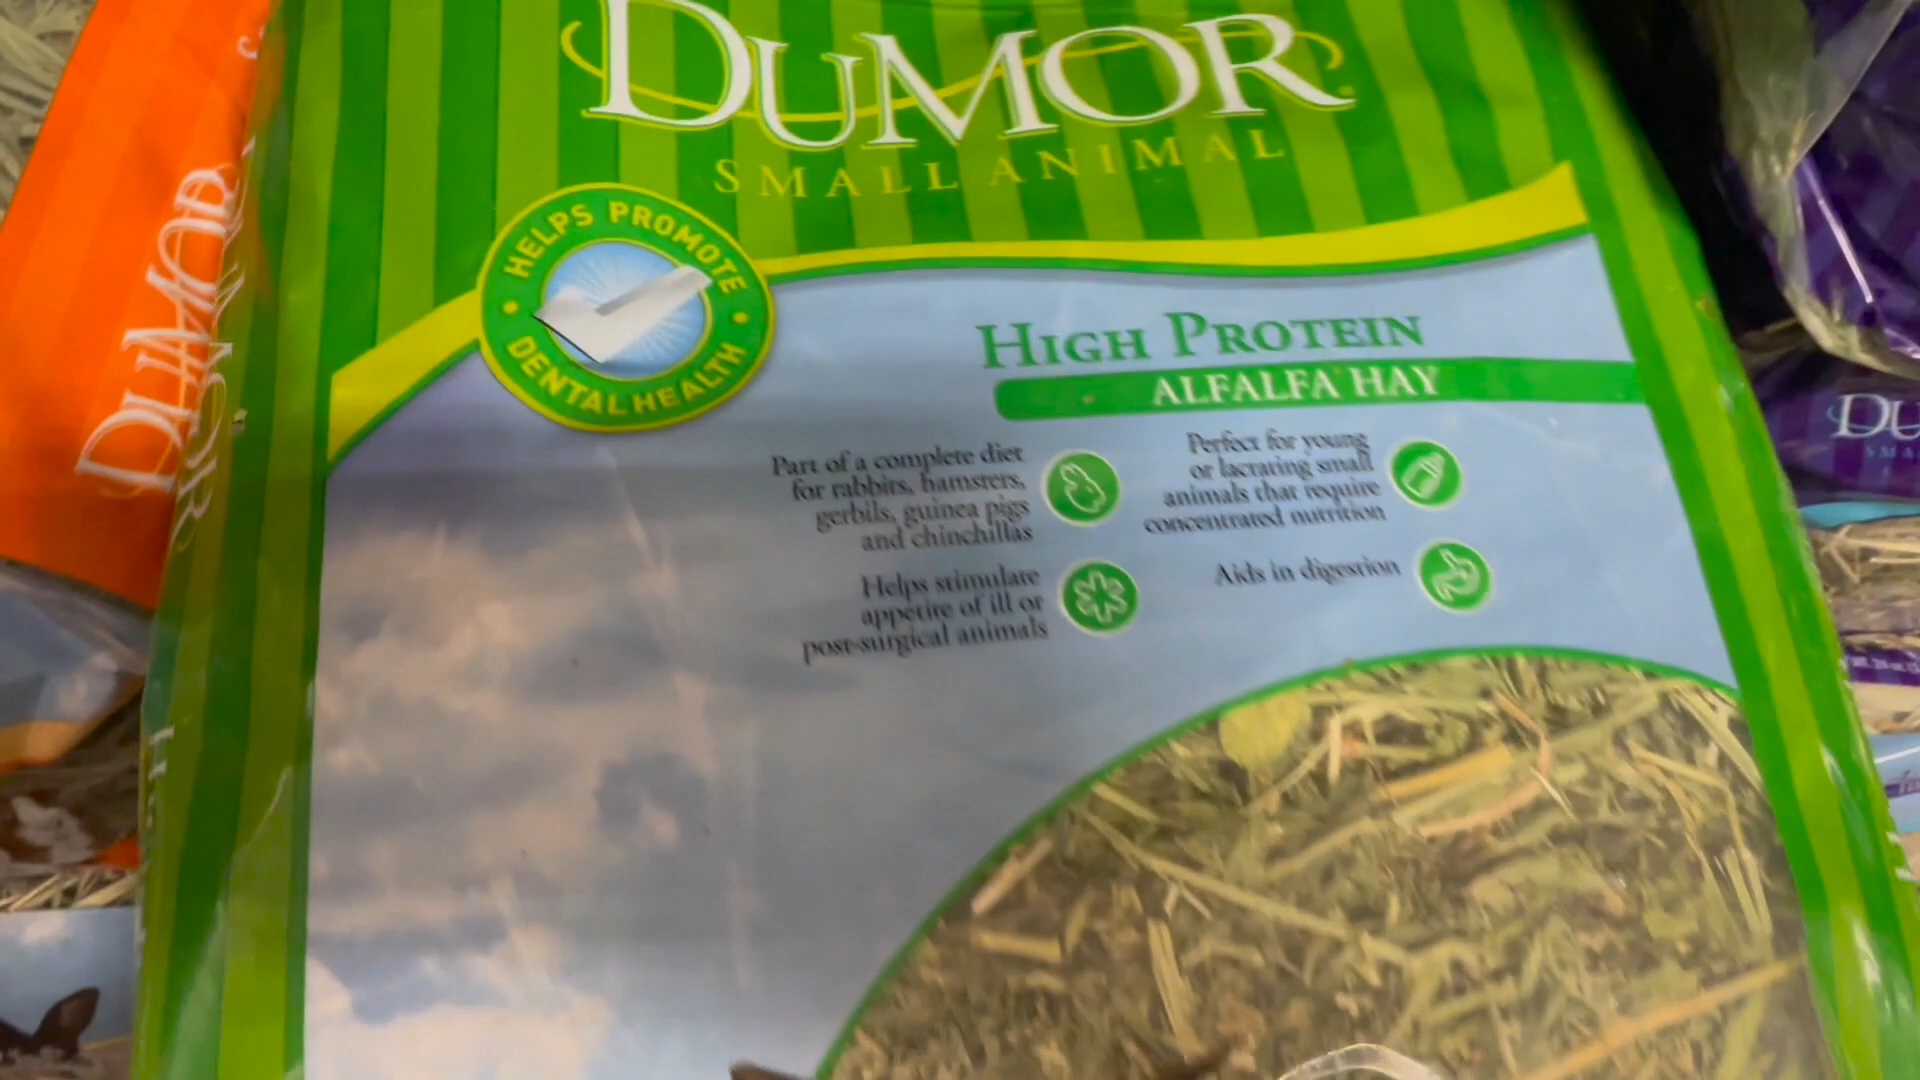 DUMOR
SMALL ANIMAL
HELPS PROMOTE
DENTAL HEALTH
HIGH PROTEIN
ALFALFA HAY
Part of a complete diet
for rabbits, hamsters,
gerbils, guinea pigs
and chinchillas
Helps stimulate
appetite of ill or
post-surgical animals
Perfect for young
or lactating small
animals that require
concentrated nutrition
Aids in digestion
DUMOR
DU
SMA